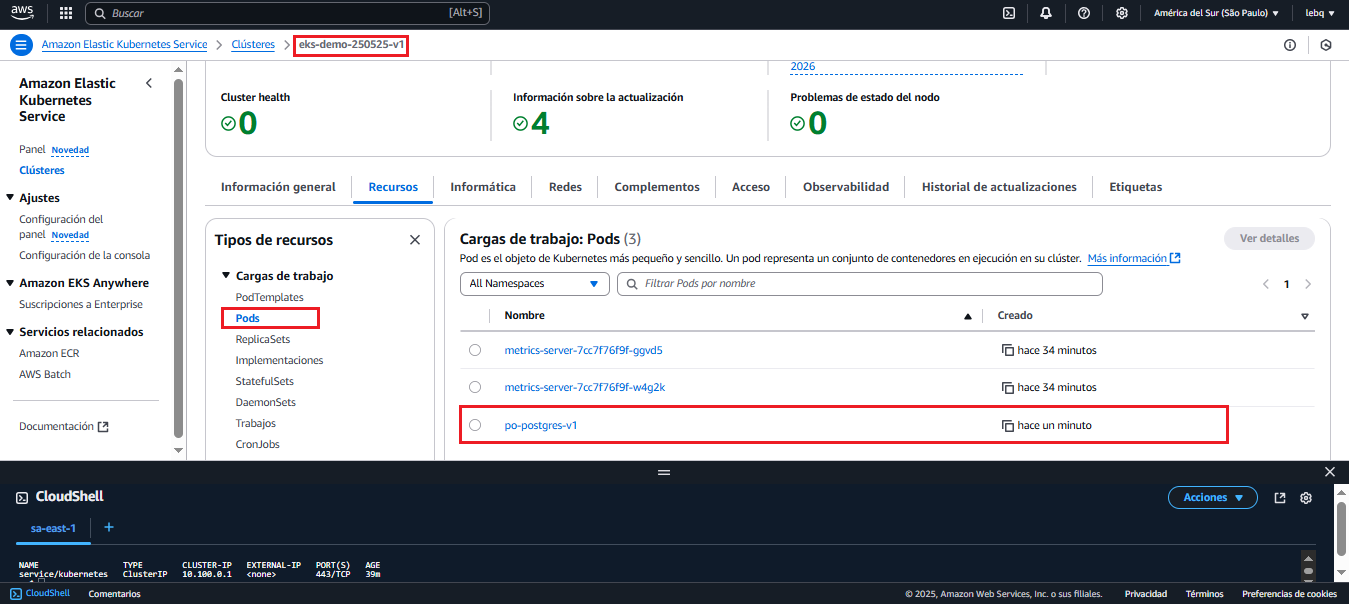 aws
Buscar [Alt+S]
América del Sur (São Paulo) lebq
Amazon Elastic Kubernetes Service
Clústeres
eks-demo-250525-v1
Amazon Elastic
Kubernetes
Service
Panel Novedad
Clústeres
Ajustes
Configuración del
panel Novedad
Configuración de la consola
Amazon EKS Anywhere
Suscripciones a Enterprise
Servicios relacionados
Amazon ECR
AWS Batch
Documentación
2026
Cluster health
0
Información sobre la actualización
4
Problemas de estado del nodo
0
Información general
Recursos
Informática
Redes
Complementos
Acceso
Observabilidad
Historial de actualizaciones
Etiquetas
Tipos de recursos
Cargas de trabajo
PodTemplates
Pods
ReplicaSets
Implementaciones
StatefulSets
DaemonSets
Trabajos
CronJobs
Cargas de trabajo: Pods (3)
Ver detalles
Pod es el objeto de Kubernetes más pequeño y sencillo. Un pod representa un conjunto de contenedores en ejecución en su clúster. Más información
All Namespaces
Filtrar Pods por nombre
1
Nombre Creado
metrics-server-7cc7f76f9f-ggvd5 hace 34 minutos
metrics-server-7cc7f76f9f-w4g2k hace 34 minutos
po-postgres-v1 hace un minuto
CloudShell
Acciones
sa-east-1 +
NAME TYPE CLUSTER-IP EXTERNAL-IP PORT(S) AGE
service/kubernetes ClusterIP 10.100.0.1 <none> 443/TCP 39m
CloudShell Comentarios © 2025, Amazon Web Services, Inc. o sus filiales. Privacidad Términos Preferencias de cookies